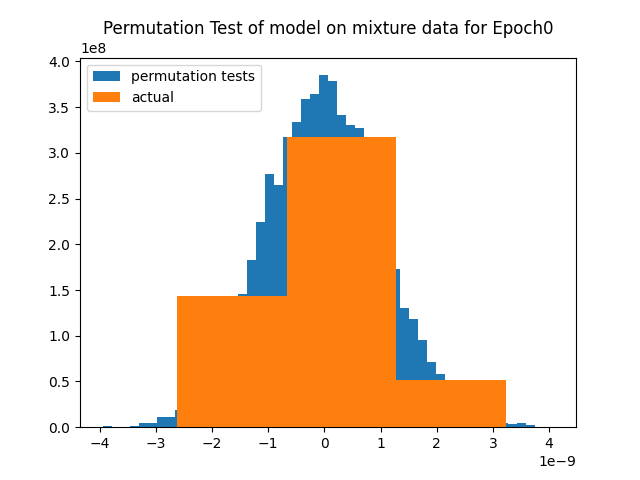 Permutation Test of model on mixture data for Epoch0
1e8
permutation tests
actual
4.0
3.5
3.0
2.5
2.0
1.5
1.0
0.5
0.0
−4 −3 −2 −1 0 1 2 3 4
1e−9